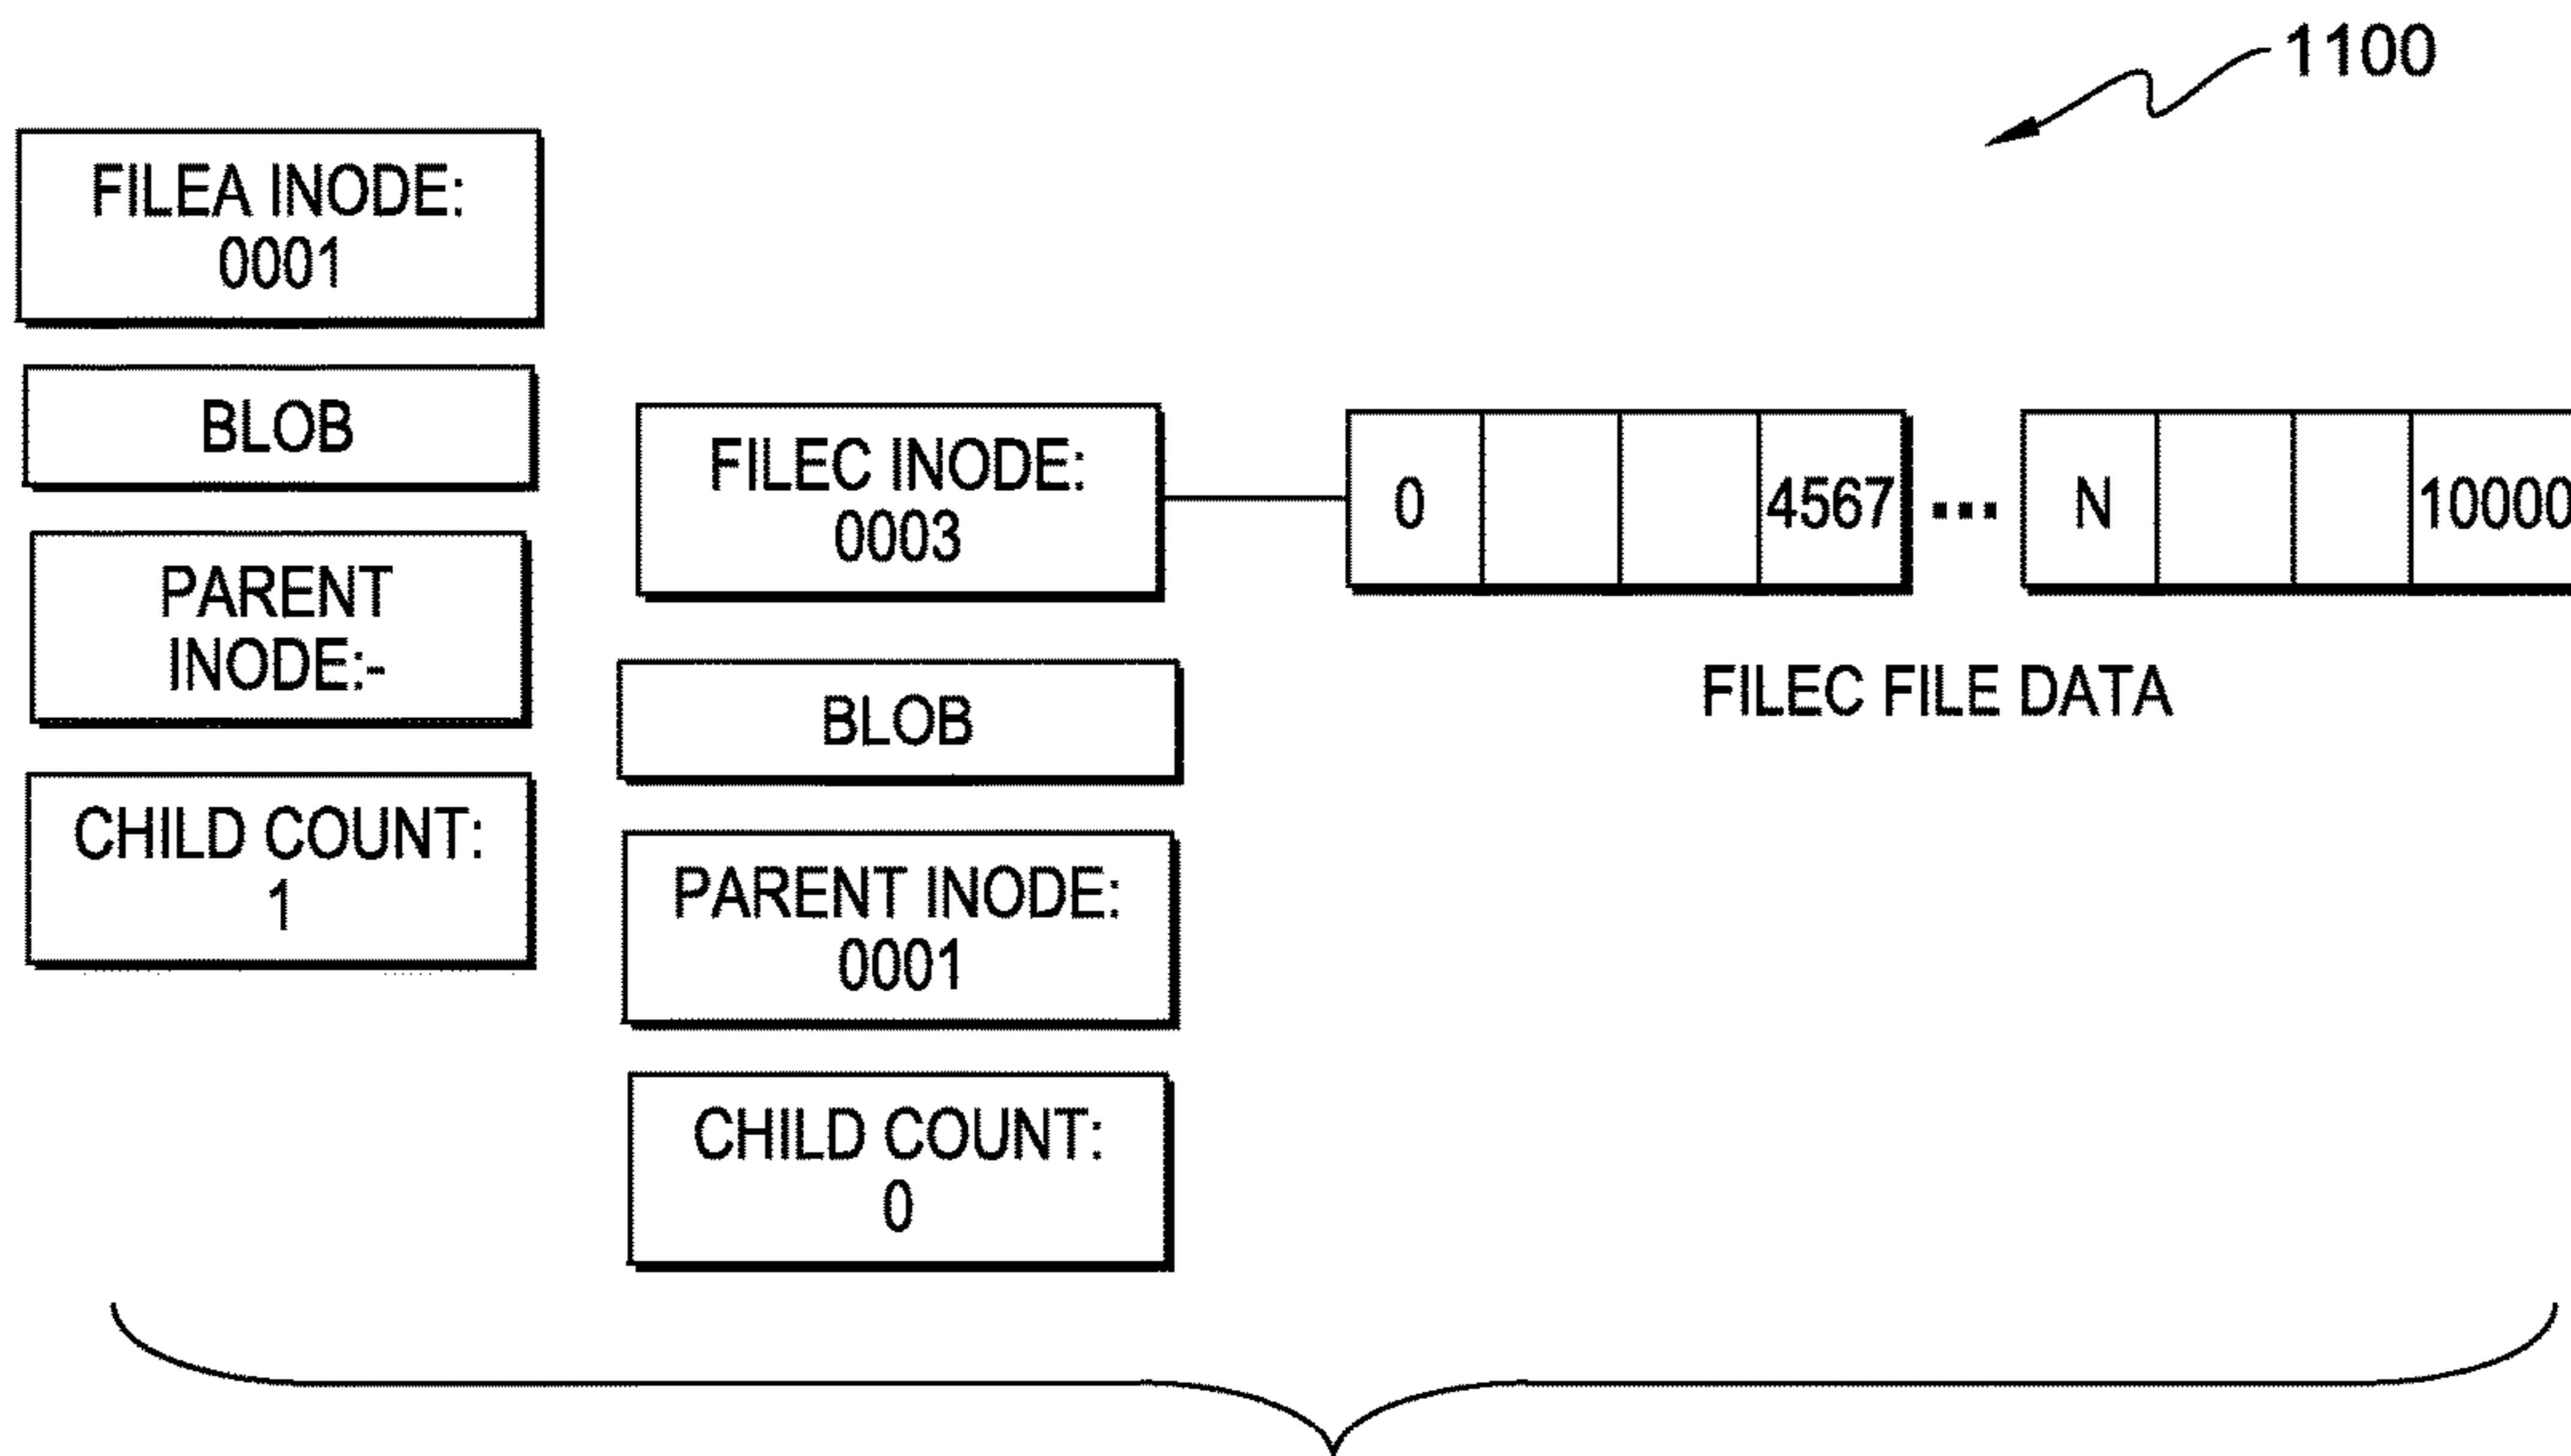 1100
FILEA INODE:
0001
BLOB
PARENT
INODE:-
CHILD COUNT:
1
FILEC INODE:
0003
BLOB
PARENT INODE:
0001
CHILD COUNT:
0
0 4567 ... N 10000
FILEC FILE DATA